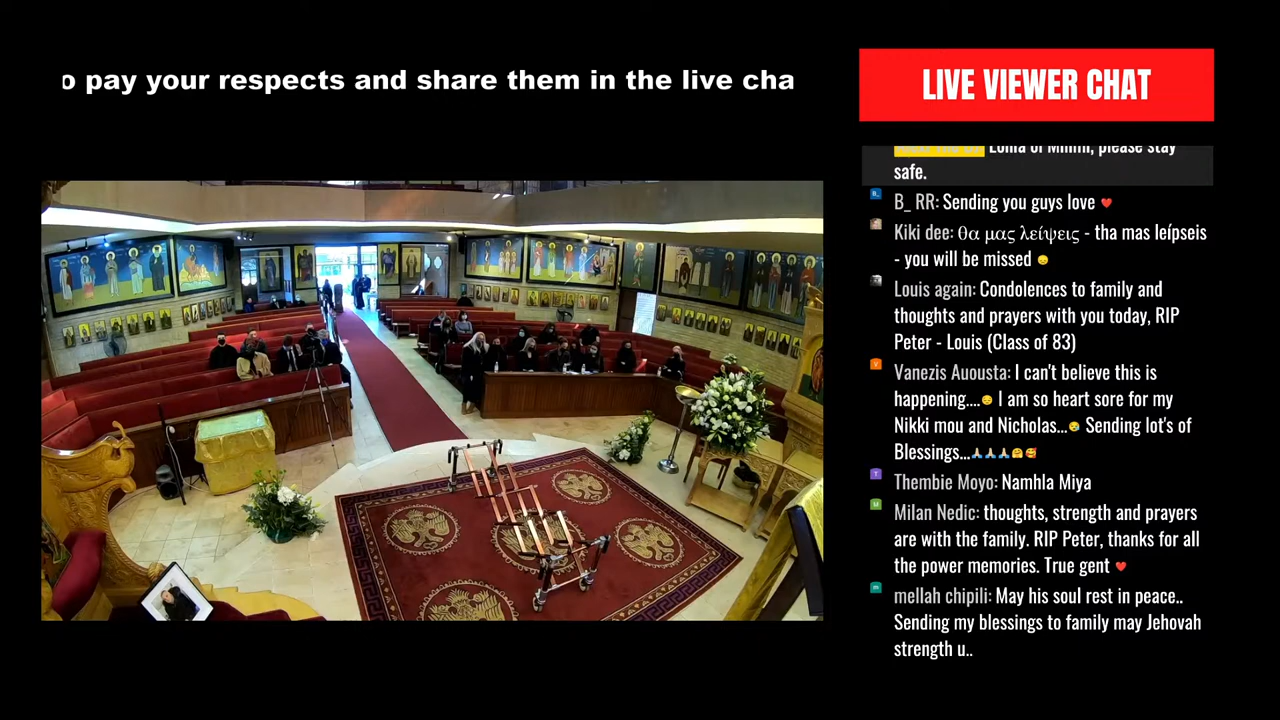 o pay your respects and share them in the live cha
LIVE VIEWER CHAT
please stay
safe.
B_ RR: Sending you guys love ❤️
Kiki dee: θα μας λείψεις - tha mas leípseis
- you will be missed 😞
Louis again: Condolences to family and
thoughts and prayers with you today, RIP
Peter - Louis (Class of 83)
Vanezis Auousta: I can't believe this is
happening....😔 I am so heart sore for my
Nikki mou and Nicholas...😥 Sending lot's of
Blessings...🙏🙏🙏🤗🥰
Thembie Moyo: Namhla Miya
Milan Nedic: thoughts, strength and prayers
are with the family. RIP Peter, thanks for all
the power memories. True gent ❤️
mellah chipili: May his soul rest in peace..
Sending my blessings to family may Jehovah
strength u..